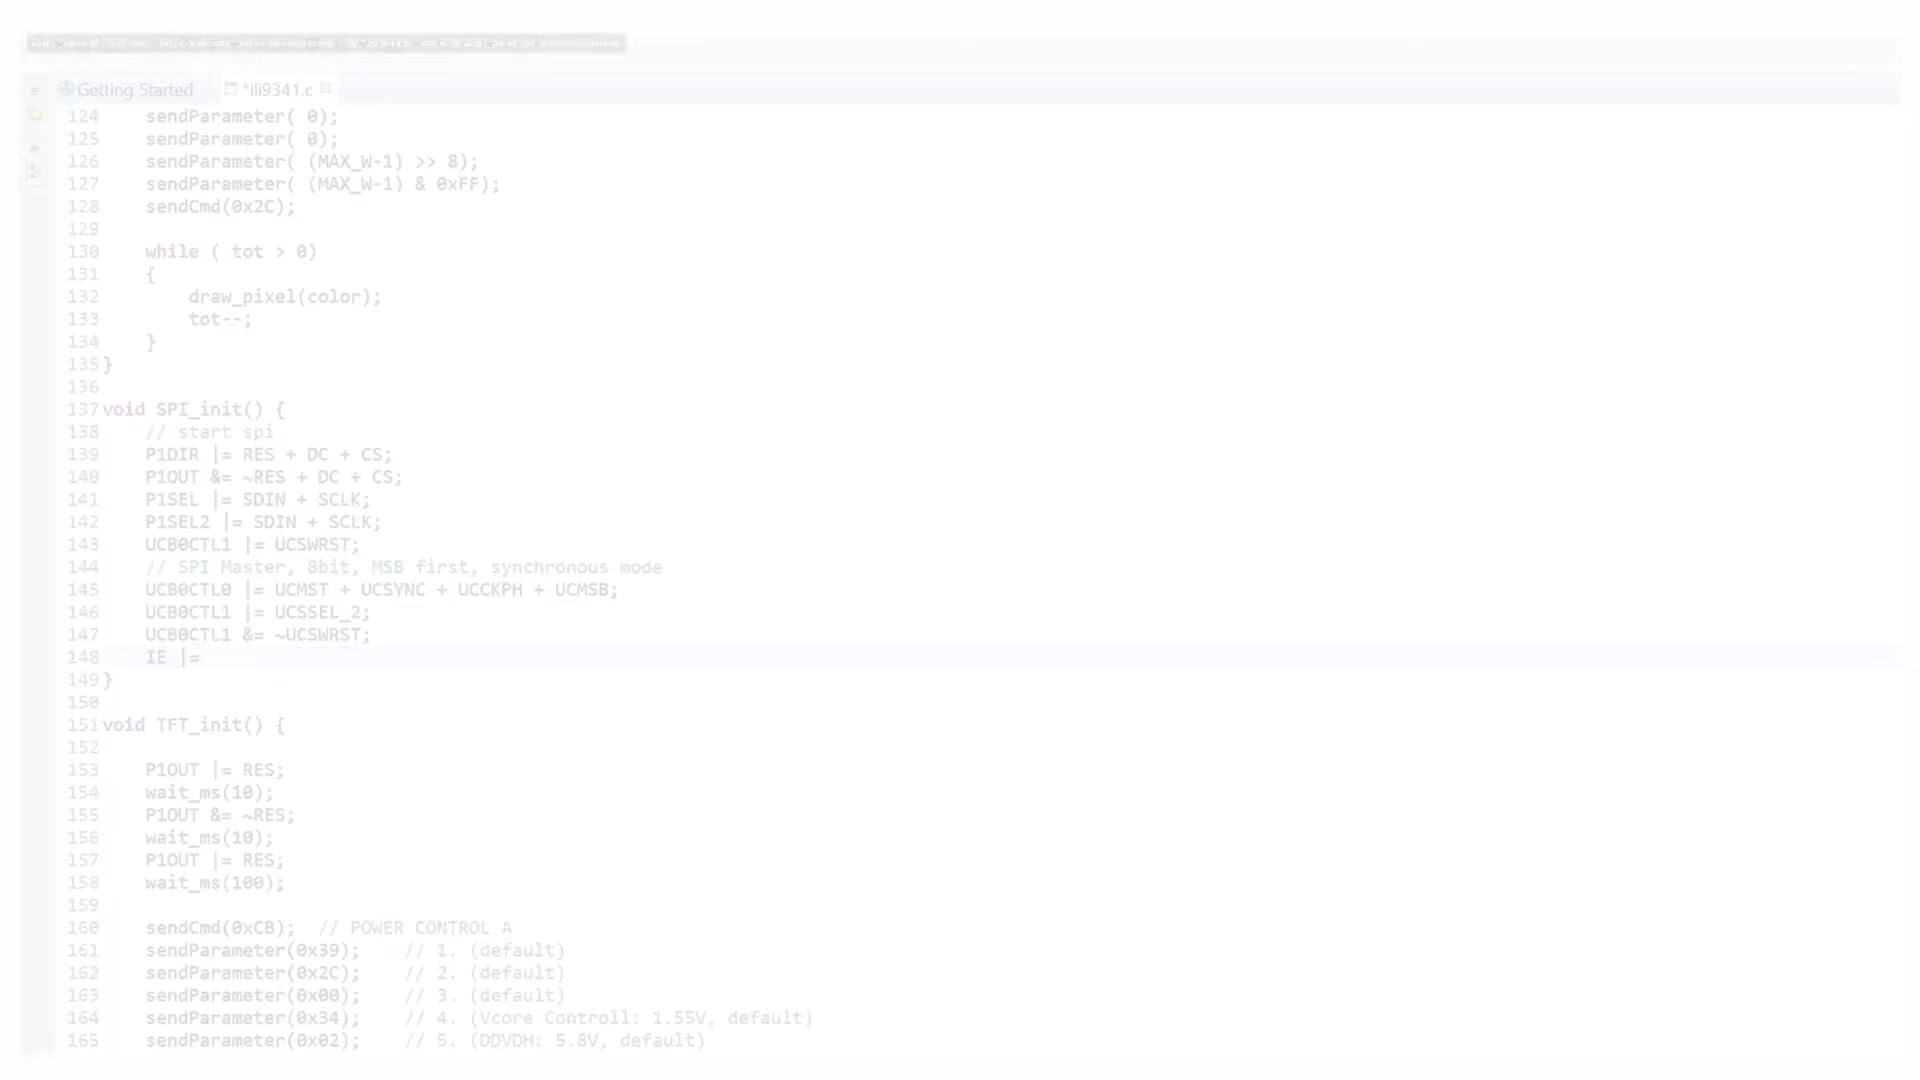 Getting Started
*ili9341.c
124 sendParameter( 0);
125 sendParameter( 0);
126 sendParameter( (MAX_W-1) >> 8);
127 sendParameter( (MAX_W-1) & 0xFF);
128 sendCmd(0x2C);
129
130 while ( tot > 0)
131 {
132 draw_pixel(color);
133 tot--;
134 }
135 }
136
137 void SPI_init() {
138 // start spi
139 P1DIR |= RES + DC + CS;
140 P1OUT &= ~RES + DC + CS;
141 P1SEL |= SDIN + SCLK;
142 P1SEL2 |= SDIN + SCLK;
143 UCB0CTL1 |= UCSWRST;
144 // SPI Master, 8bit, MSB first, synchronous mode
145 UCB0CTL0 |= UCMST + UCSYNC + UCCKPH + UCMSB;
146 UCB0CTL1 |= UCSSEL_2;
147 UCB0CTL1 &= ~UCSWRST;
148 IE |=
149 }
150
151 void TFT_init() {
152
153 P1OUT |= RES;
154 wait_ms(10);
155 P1OUT &= ~RES;
156 wait_ms(10);
157 P1OUT |= RES;
158 wait_ms(100);
159
160 sendCmd(0xCB); // POWER CONTROL A
161 sendParameter(0x39); // 1. (default)
162 sendParameter(0x2C); // 2. (default)
163 sendParameter(0x00); // 3. (default)
164 sendParameter(0x34); // 4. (Vcore Controll: 1.55V, default)
165 sendParameter(0x02); // 5. (DDVDH: 5.8V, default)